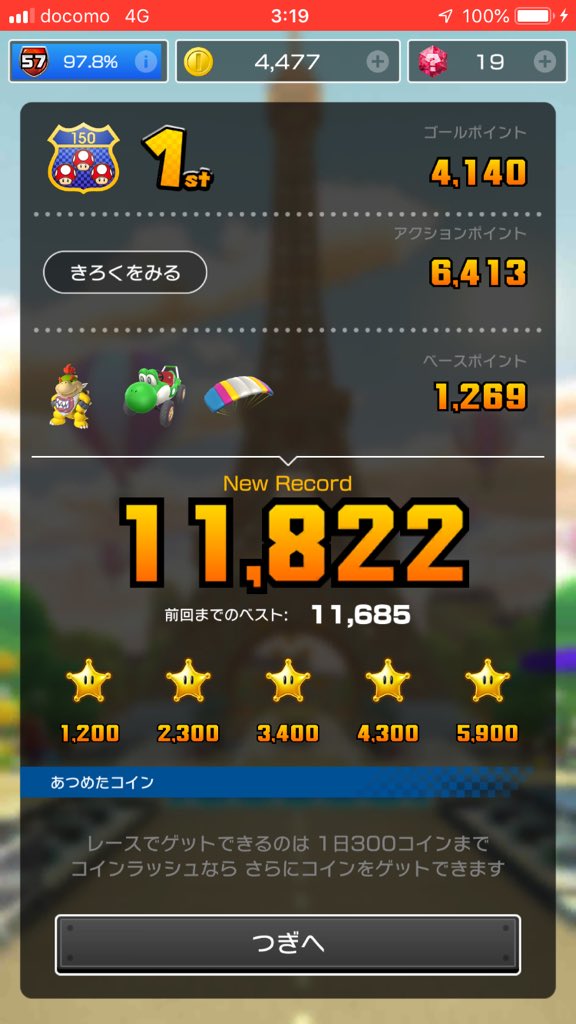 docomo 4G 3:19 100%
57 97.8% 4,477 19
150 1st ゴールポイント
4,140
アクションポイント
きろくをみる 6,413
ベースポイント
1,269
New Record
11,822
前回までのベスト: 11,685
1,200 2,300 3,400 4,300 5,900
あつめたコイン
レースでゲットできるのは 1日300コインまで
コインラッシュなら さらにコインをゲットできます
つぎへ